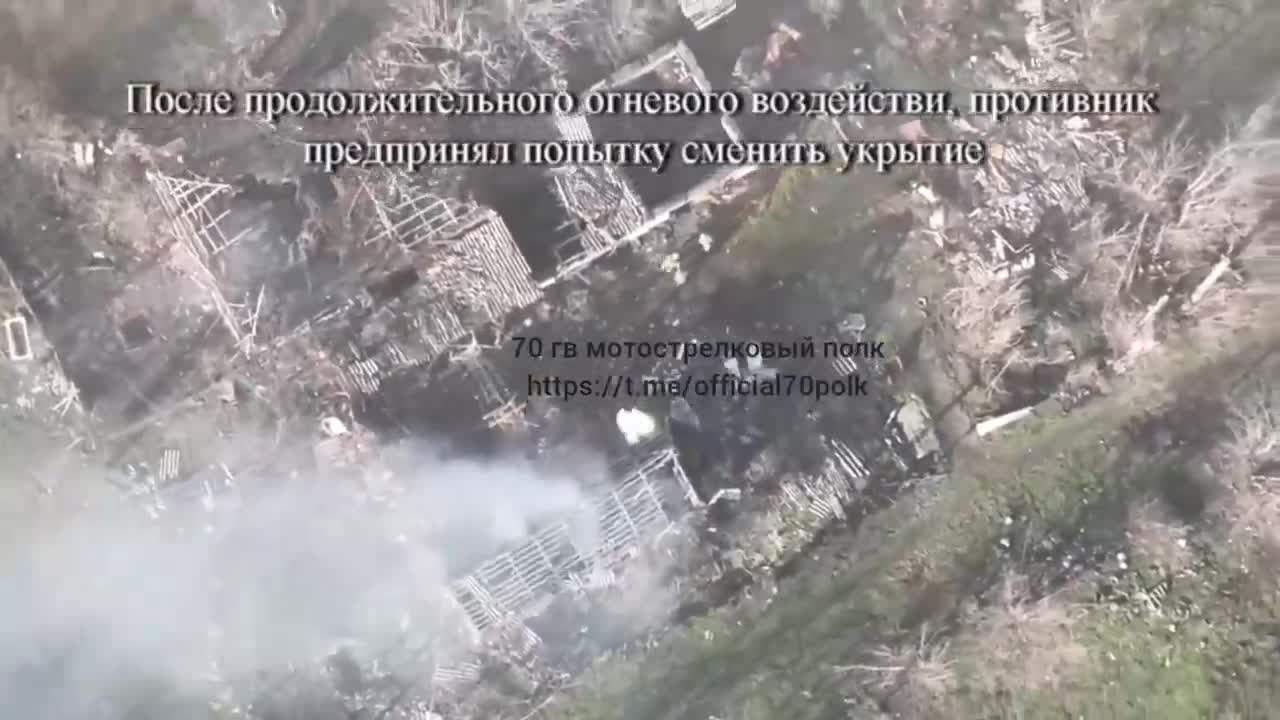 После продолжительного огневого воздействи, противник
предпринял попытку сменить укрытие
70 гв мотострелковый полк
https://t.me/official70polk